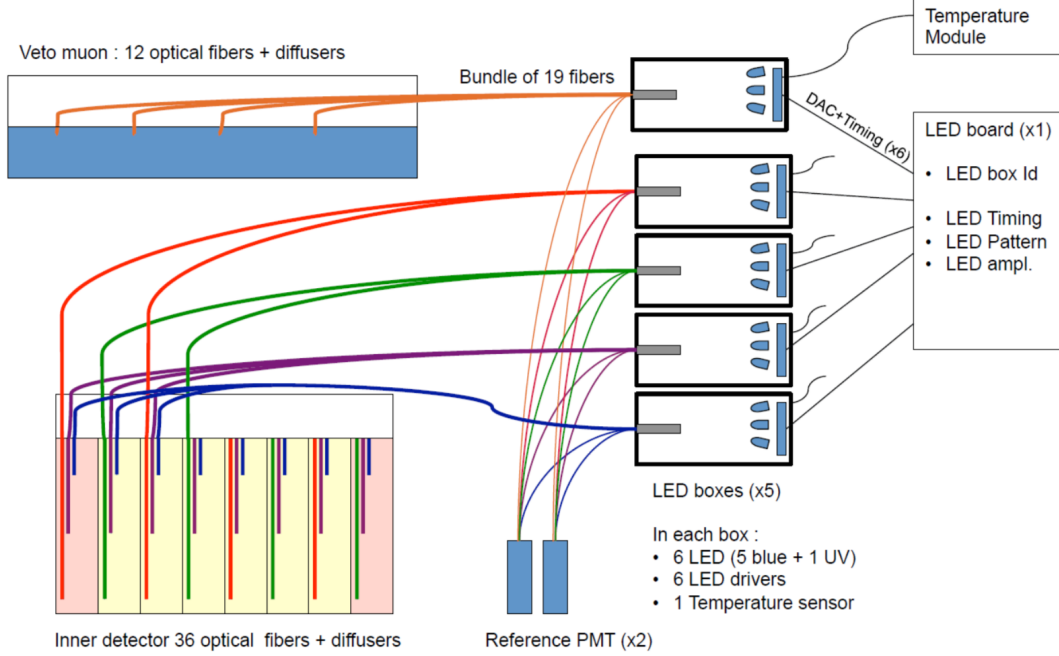 Veto muon : 12 optical fibers + diffusers
Bundle of 19 fibers
Temperature
Module
DAC+Timing (x6)
LED board (x1)
• LED box Id
• LED Timing
• LED Pattern
• LED ampl.
LED boxes (x5)
In each box :
• 6 LED (5 blue + 1 UV)
• 6 LED drivers
• 1 Temperature sensor
Inner detector 36 optical fibers + diffusers
Reference PMT (x2)